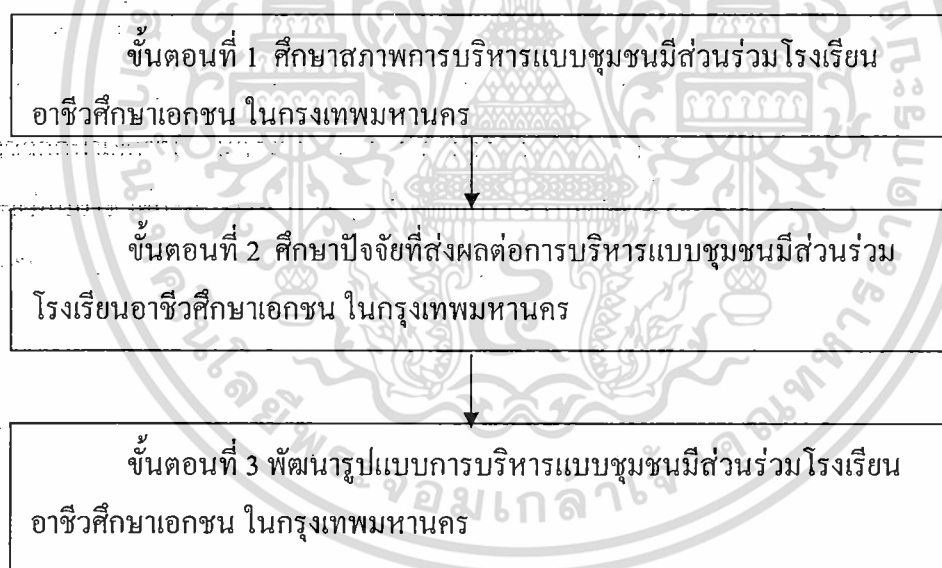 ขั้นตอนที่ 1 ศึกษาสภาพการบริหารแบบชุมชนมีส่วนร่วมโรงเรียน
อาชีวศึกษาเอกชน ในกรงเทพมหานคร
ขั้นตอนที่ 2 ศึกษาปัจจัยที่ส่งผลต่อการบริหารแบบชุมชนมีส่วนร่วม
โรงเรียนอาชีวศึกษาเอกชน ในกรุงเทพมหานคร
ขั้นตอนที่ 3 พัฒนารูปแบบการบริหารแบบชุมชนมีส่วนร่วมโรงเรียน
อาชีวศึกษาเอกชน ในกรุงเทพมหานคร